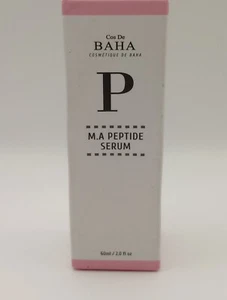 Cos De
BAHA
COSMETIQUE DE BAHA
P
M.A PEPTIDE
SERUM
60ml / 2.0 fl oz